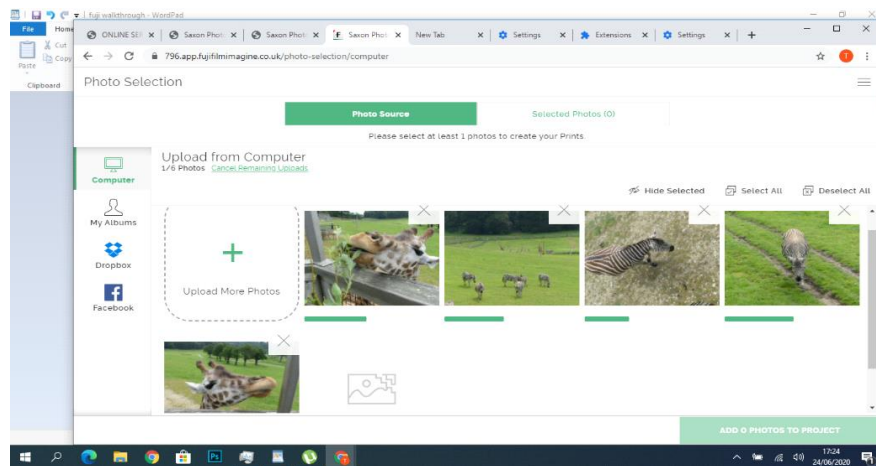 fuji walkthrough - WordPad
File
Home
Cut
Copy
Paste
Clipboard
ONLINE SER
Saxon Phot
Saxon Phot
Saxon Phot
New Tab
Settings
Extensions
Settings
796.app.fujifilmimagine.co.uk/photo-selection/computer
T
Photo Selection
Photo Source
Selected Photos (0)
Please select at least 1 photos to create your Prints.
Upload from Computer
1/6 Photos Cancel Remaining Uploads
Hide Selected
Select All
Deselect All
Computer
My Albums
Dropbox
Facebook
Upload More Photos
ADD 0 PHOTOS TO PROJECT
Ps
17:24
24/06/2020